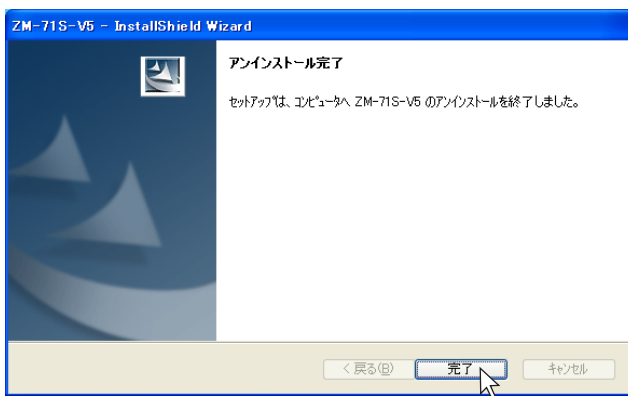 ZM-71S-V5 - InstallShield Wizard
アンインストール完了
セットアップは、コンピュータへ ZM-71S-V5 のアンインストールを終了しました。
< 戻る(B)
完了
キャンセル